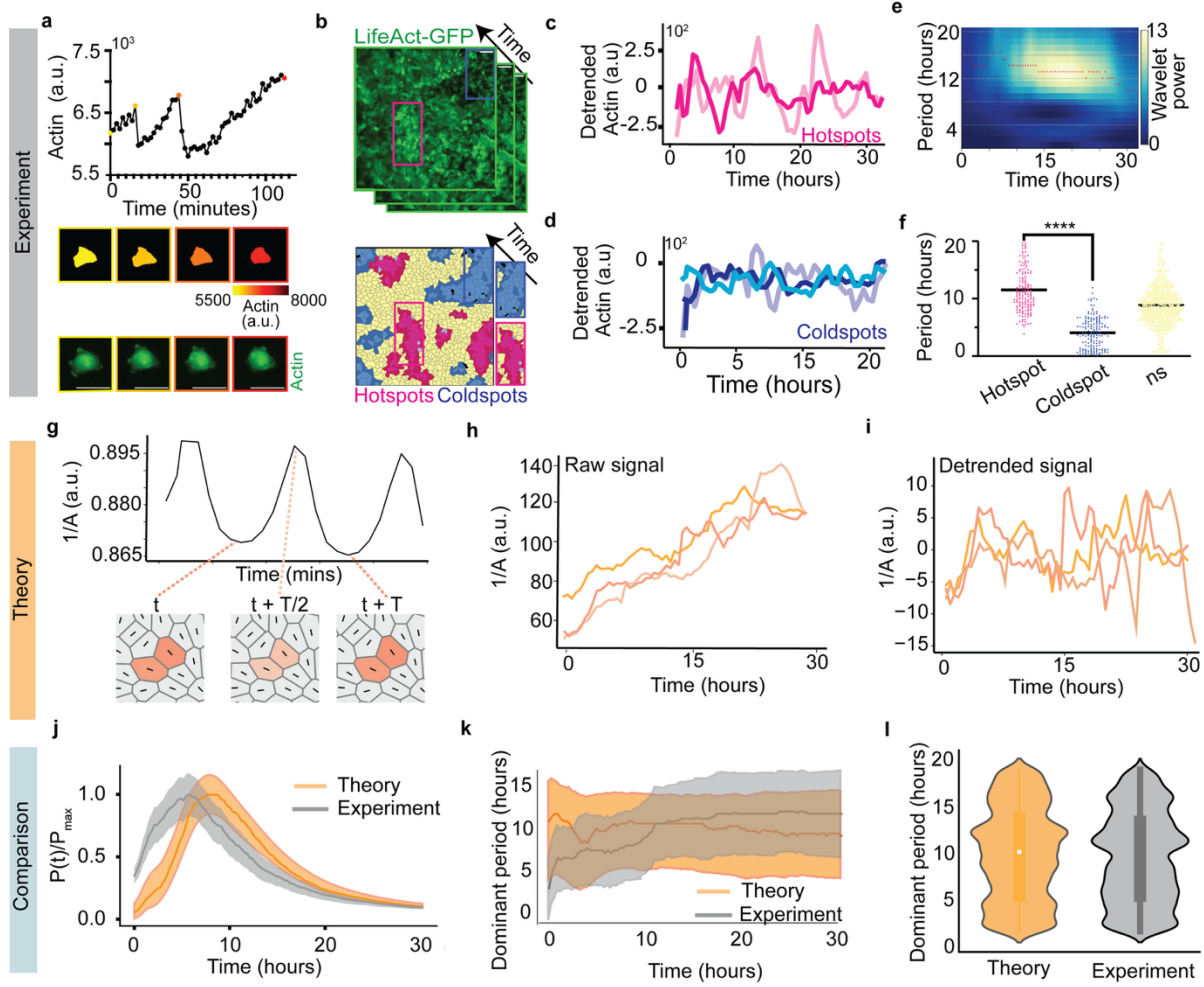 Experiment
a
10³
7.5
6.5
5.5
Actin (a.u.)
0
50
100
Time (minutes)
5500
8000
Actin
(a.u.)
Actin
b
LifeAct-GFP
Time
Time
Hotspots Coldspots
c
10²
2.5
0
-2.5
Detrended
Actin (a.u)
Hotspots
0
10
20
30
Time (hours)
d
10²
0
-2.5
Detrended
Actin (a.u)
Coldspots
0
5
10
15
20
Time (hours)
e
20
12
4
Period (hours)
0
15
30
Time (hours)
13
0
Wavelet
power
f
****
20
10
0
Period (hours)
Hotspot
Coldspot
ns
Theory
g
0.895
0.880
0.865
1/A (a.u.)
Time (mins)
t
t + T/2
t + T
h
Raw signal
140
120
100
80
60
1/A (a.u.)
0
15
30
Time (hours)
i
Detrended signal
10
5
0
−5
−10
−15
1/A (a.u.)
0
15
30
Time (hours)
Comparison
j
Theory
Experiment
1.0
0.5
0.0
P(t)/Pmax
0
10
20
30
Time (hours)
k
15
10
5
0
Dominant period (hours)
Theory
Experiment
0
10
20
30
Time (hours)
l
20
15
10
5
0
Dominant period (hours)
Theory
Experiment